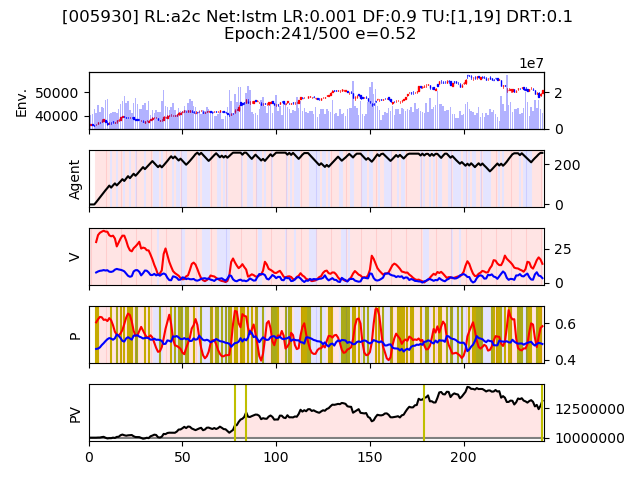 [005930] RL:a2c Net:lstm LR:0.001 DF:0.9 TU:[1,19] DRT:0.1
Epoch:241/500 e=0.52
1e7
Env.
50000
40000
2
0
Agent
200
0
V
25
0
P
0.6
0.4
PV
12500000
10000000
0 50 100 150 200